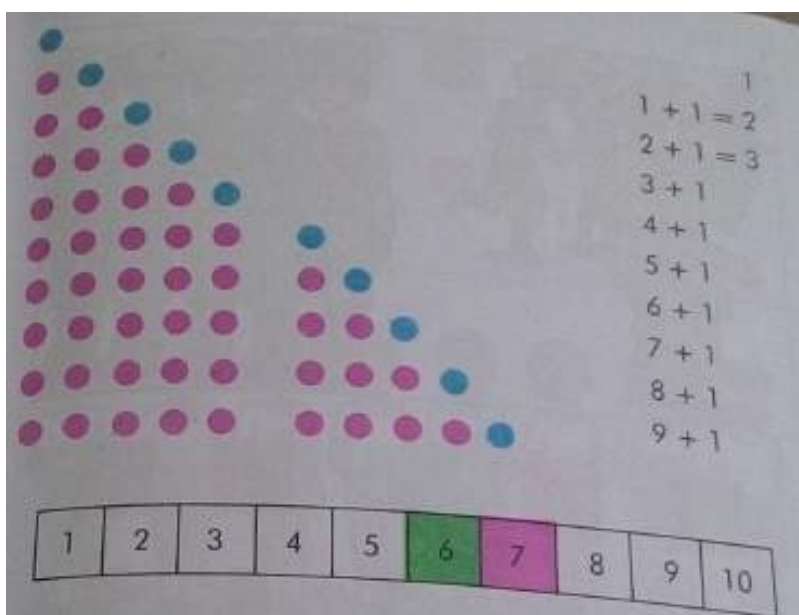 1
1 + 1 = 2
2 + 1 = 3
3 + 1
4 + 1
5 + 1
6 + 1
7 + 1
8 + 1
9 + 1
1 2 3 4 5 6 7 8 9 10